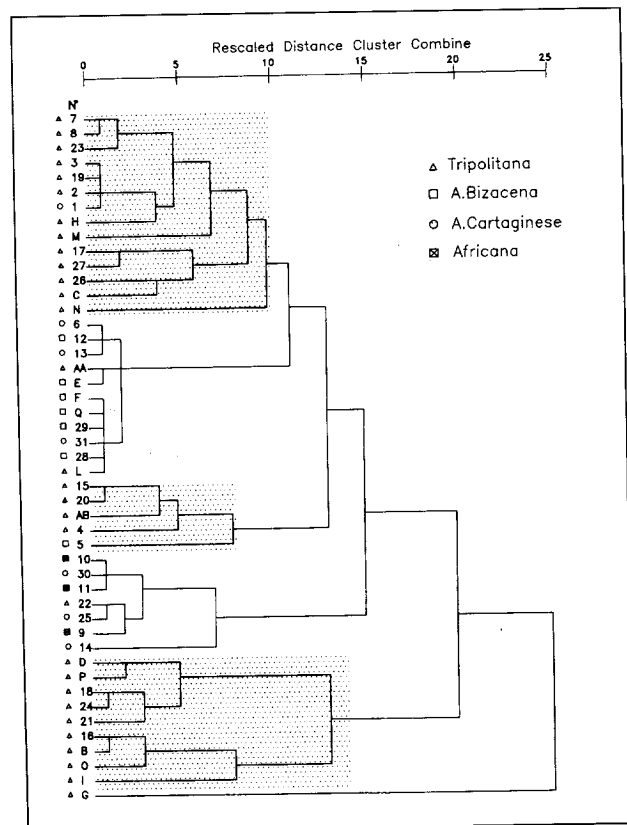 Rescaled Distance Cluster Combine
0 5 10 15 20 25
N°
7
8
23
3
19
2
1
H
M
17
27
26
C
N
6
12
13
AA
E
F
Q
29
31
28
L
15
20
AB
4
5
10
30
11
22
25
9
14
D
P
18
24
21
16
B
O
I
G
Tripolitana
A.Bizacena
A.Cartaginese
Africana